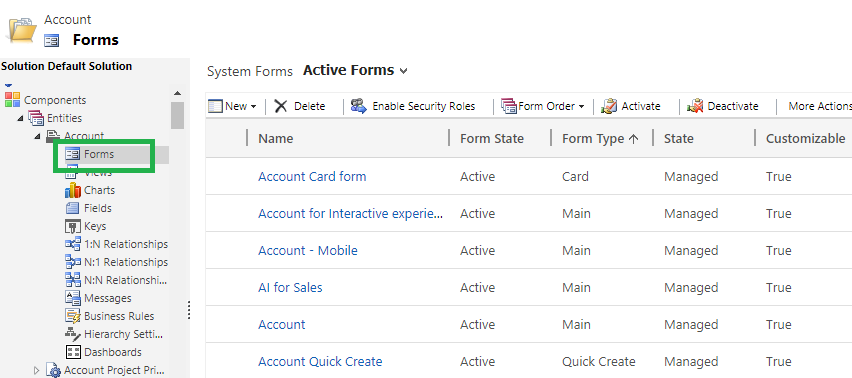 Account
Forms
Solution Default Solution
Components
Entities
Account
Forms
Views
Charts
Fields
Keys
1:N Relationships
N:1 Relationships
N:N Relationshi...
Messages
Business Rules
Hierarchy Setti...
Dashboards
Account Project Pri...
System Forms Active Forms
New Delete Enable Security Roles Form Order Activate Deactivate More Actions
Name Form State Form Type State Customizable
Account Card form Active Card Managed True
Account for Interactive experie... Active Main Managed True
Account - Mobile Active Main Managed True
AI for Sales Active Main Managed True
Account Active Main Managed True
Account Quick Create Active Quick Create Managed True